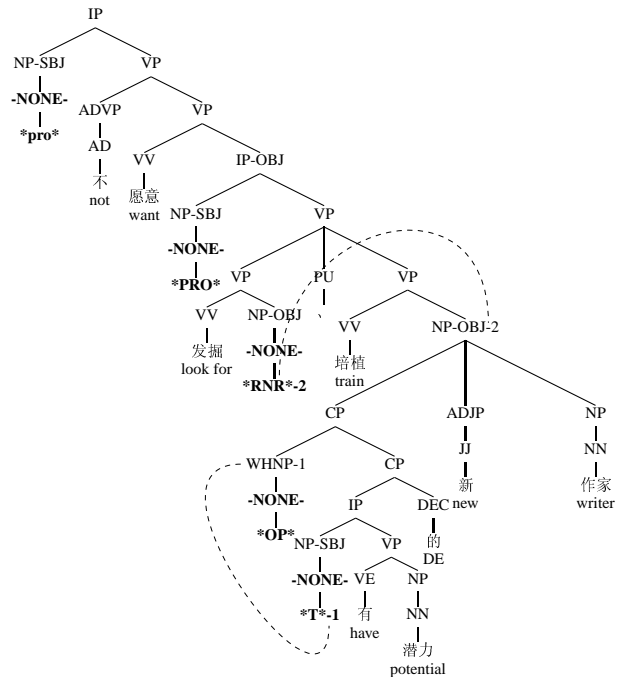 IP
NP-SBJ VP
-NONE- ADVP VP
*pro* AD VV IP-OBJ
不 愿意 NP-SBJ VP
not want -NONE- VP PU VP
*PRO* VV NP-OBJ 、 VV NP-OBJ-2
发掘 -NONE- 培植
look for *RNR*-2 train
CP ADJP NP
WHNP-1 CP JJ NN
-NONE- IP DEC 新 作家
*OP* NP-SBJ VP 的 new writer
-NONE- VE NP DE
*T*-1 有 NN
have 潜力
potential